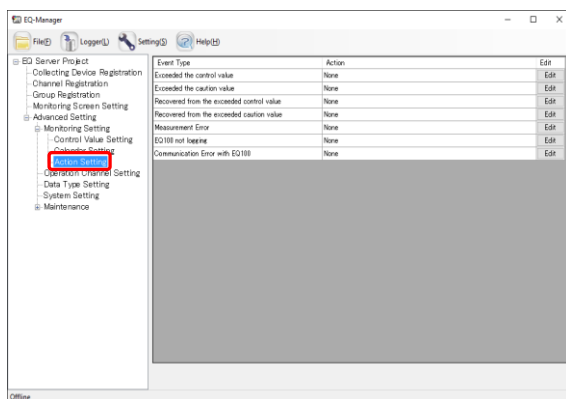 EQ-Manager
File(F) Logger(L) Setting(S) Help(H)
EQ Server Project
Collecting Device Registration
Channel Registration
Group Registration
Monitoring Screen Setting
Advanced Setting
Monitoring Setting
Control Value Setting
Calender Setting
Action Setting
Operation Channel Setting
Data Type Setting
System Setting
Maintenance
Event Type Action Edit
Exceeded the control value None Edit
Exceeded the caution value None Edit
Recovered from the exceeded control value None Edit
Recovered from the exceeded caution value None Edit
Measurement Error None Edit
EQ100 not logging None Edit
Communication Error with EQ100 None Edit
Offline